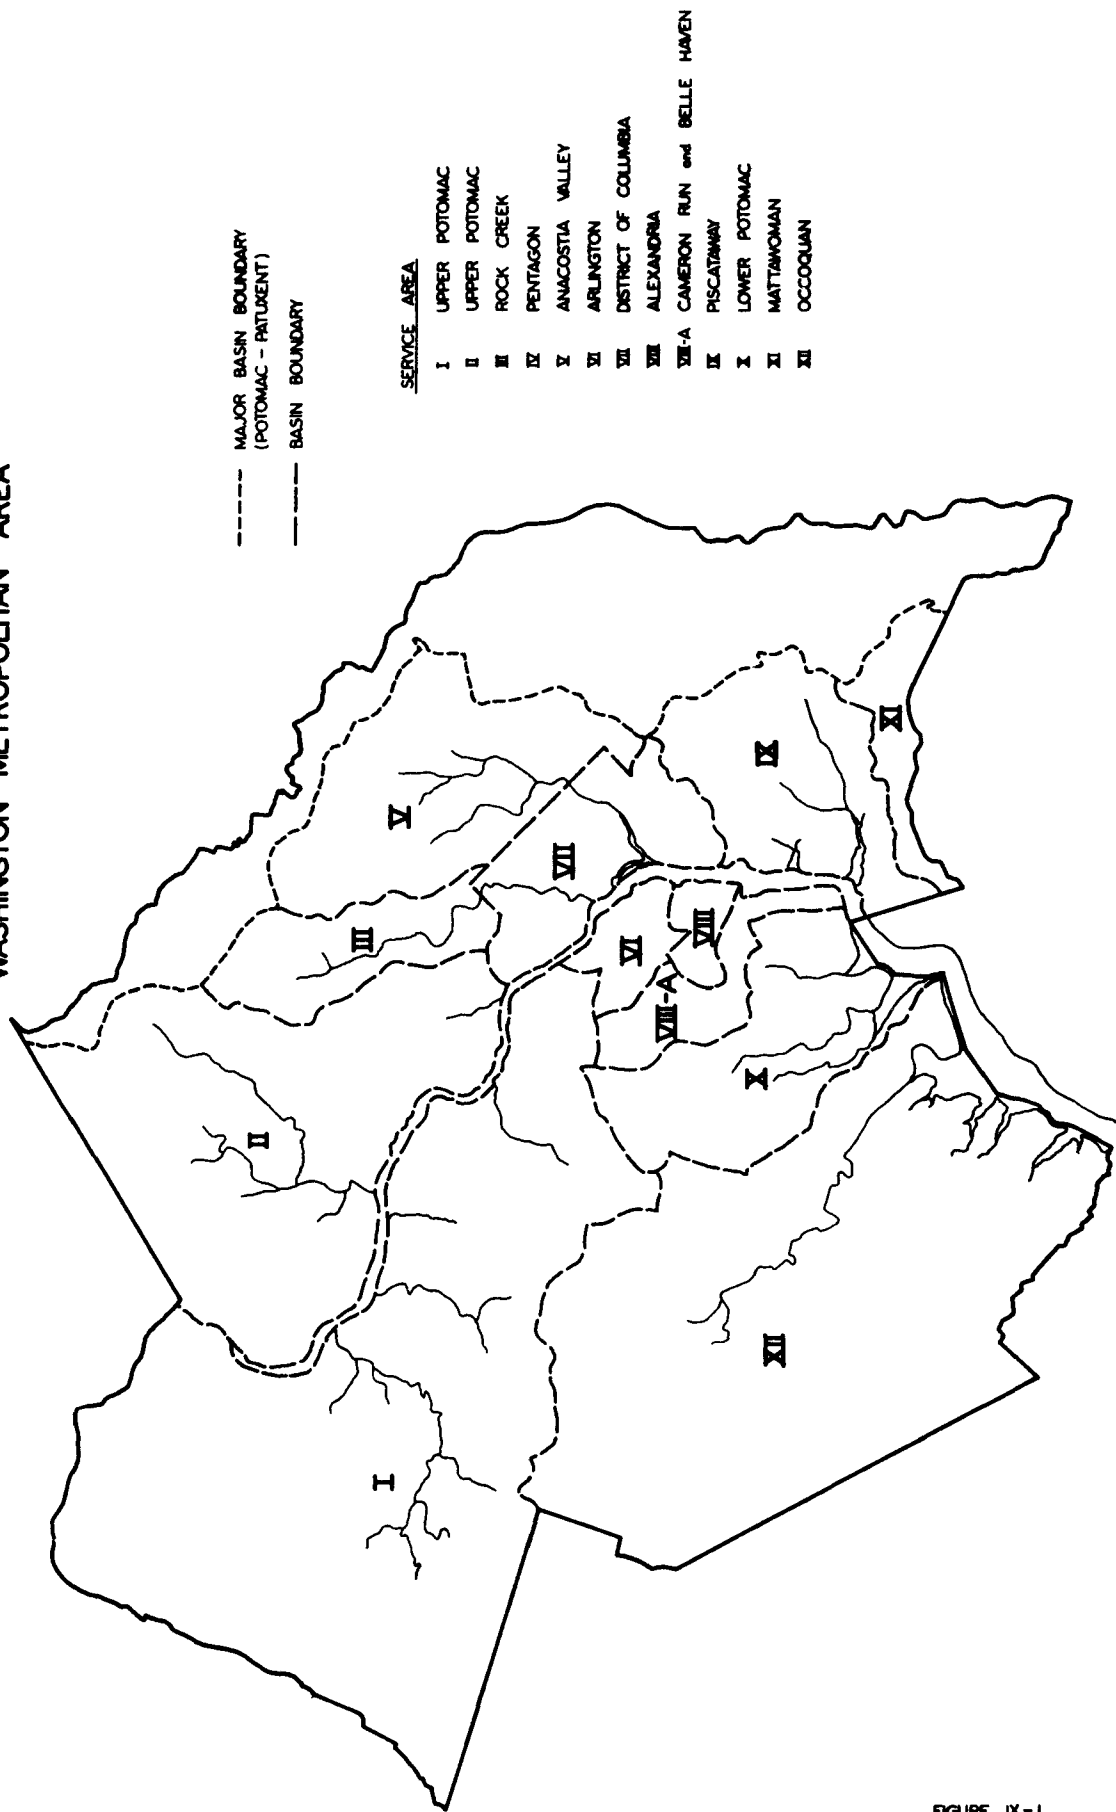 WASHINGTON METROPOLITAN AREA
MAJOR BASIN BOUNDARY
(POTOMAC - PATUXENT)
BASIN BOUNDARY
SERVICE AREA
I UPPER POTOMAC
II UPPER POTOMAC
III ROCK CREEK
IV PENTAGON
V ANACOSTIA VALLEY
VI ARLINGTON
VII DISTRICT OF COLUMBIA
VIII ALEXANDRIA
VIII-A CAMERON RUN and BELLE HAVEN
IX PISCATAWAY
X LOWER POTOMAC
XI MATTAWOMAN
XII OCCOQUAN
I
II
III
V
VII
VI
VIII
VIII-A
IX
X
XI
XII
FIGURE IX-1